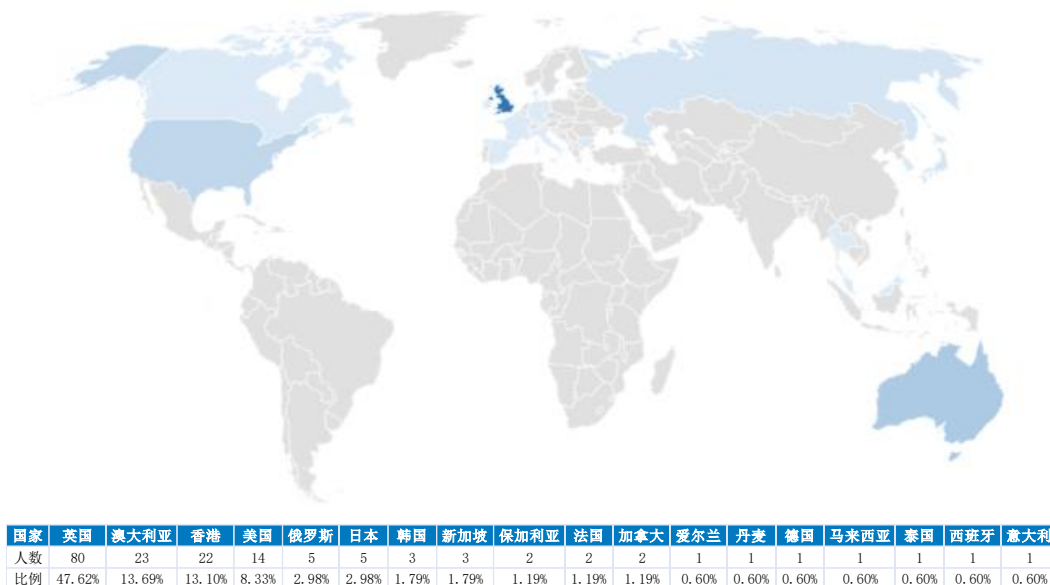 国家 英国 澳大利亚 香港 美国 俄罗斯 日本 韩国 新加坡 保加利亚 法国 加拿大 爱尔兰 丹麦 德国 马来西亚 泰国 西班牙 意大利
人数 80 23 22 14 5 5 3 3 2 2 2 1 1 1 1 1 1 1
比例 47.62% 13.69% 13.10% 8.33% 2.98% 2.98% 1.79% 1.79% 1.19% 1.19% 1.19% 0.60% 0.60% 0.60% 0.60% 0.60% 0.60% 0.60%